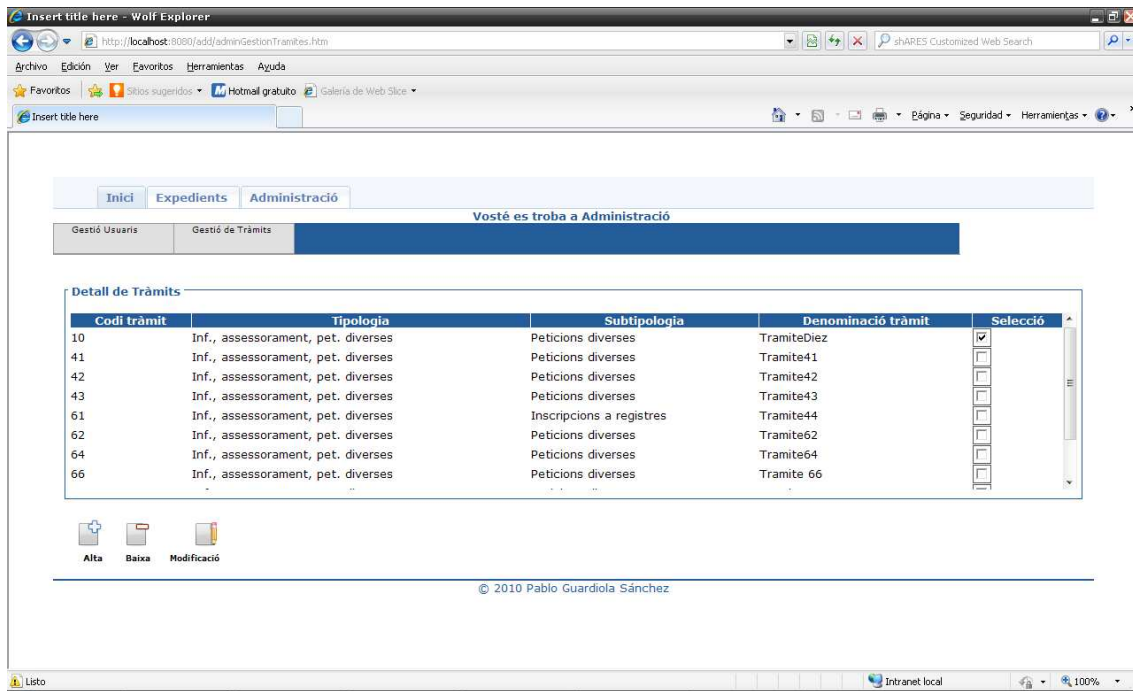 Insert title here - Wolf Explorer
http://localhost:8080/add/adminGestionTramites.htm
shARES Customized Web Search
Archivo Edición Ver Favoritos Herramientas Ayuda
Favoritos Sitios sugeridos Hotmail gratuito Galería de Web Slice
Insert title here Página Seguridad Herramientas
Inici Expedients Administració
Vosté es troba a Administració
Gestió Usuaris Gestió de Tràmits
Detall de Tràmits
Codi tràmit Tipologia Subtipologia Denominació tràmit Selecció
10 Inf., assessorament, pet. diverses Peticions diverses TramiteDiez
41 Inf., assessorament, pet. diverses Peticions diverses Tramite41
42 Inf., assessorament, pet. diverses Peticions diverses Tramite42
43 Inf., assessorament, pet. diverses Peticions diverses Tramite43
61 Inf., assessorament, pet. diverses Inscripcions a registres Tramite44
62 Inf., assessorament, pet. diverses Peticions diverses Tramite62
64 Inf., assessorament, pet. diverses Peticions diverses Tramite64
66 Inf., assessorament, pet. diverses Peticions diverses Tramite 66
Alta Baixa Modificació
© 2010 Pablo Guardiola Sánchez
Listo Intranet local 100%